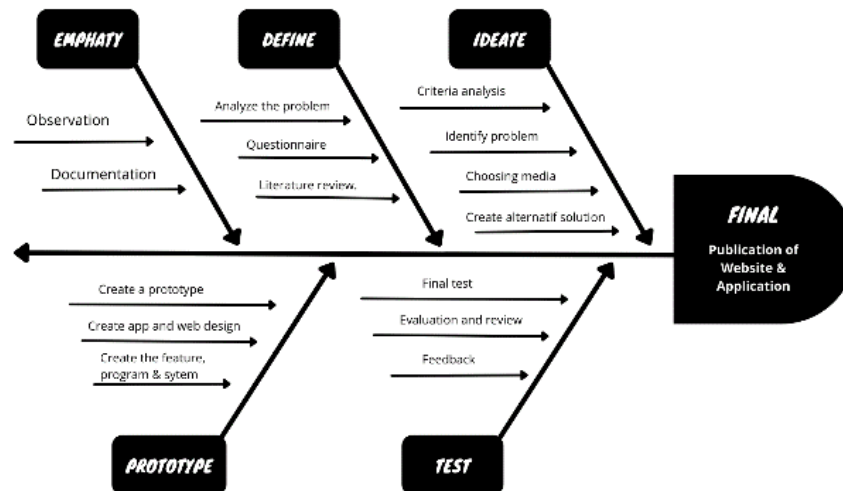 EMPHATY
DEFINE
IDEATE
Observation
Documentation
Analyze the problem
Questionnaire
Literature review.
Criteria analysis
Identify problem
Choosing media
Create alternatif solution
FINAL
Publication of
Website &
Application
Create a prototype
Create app and web design
Create the feature,
program & sytem
Final test
Evaluation and review
Feedback
PROTOTYPE
TEST